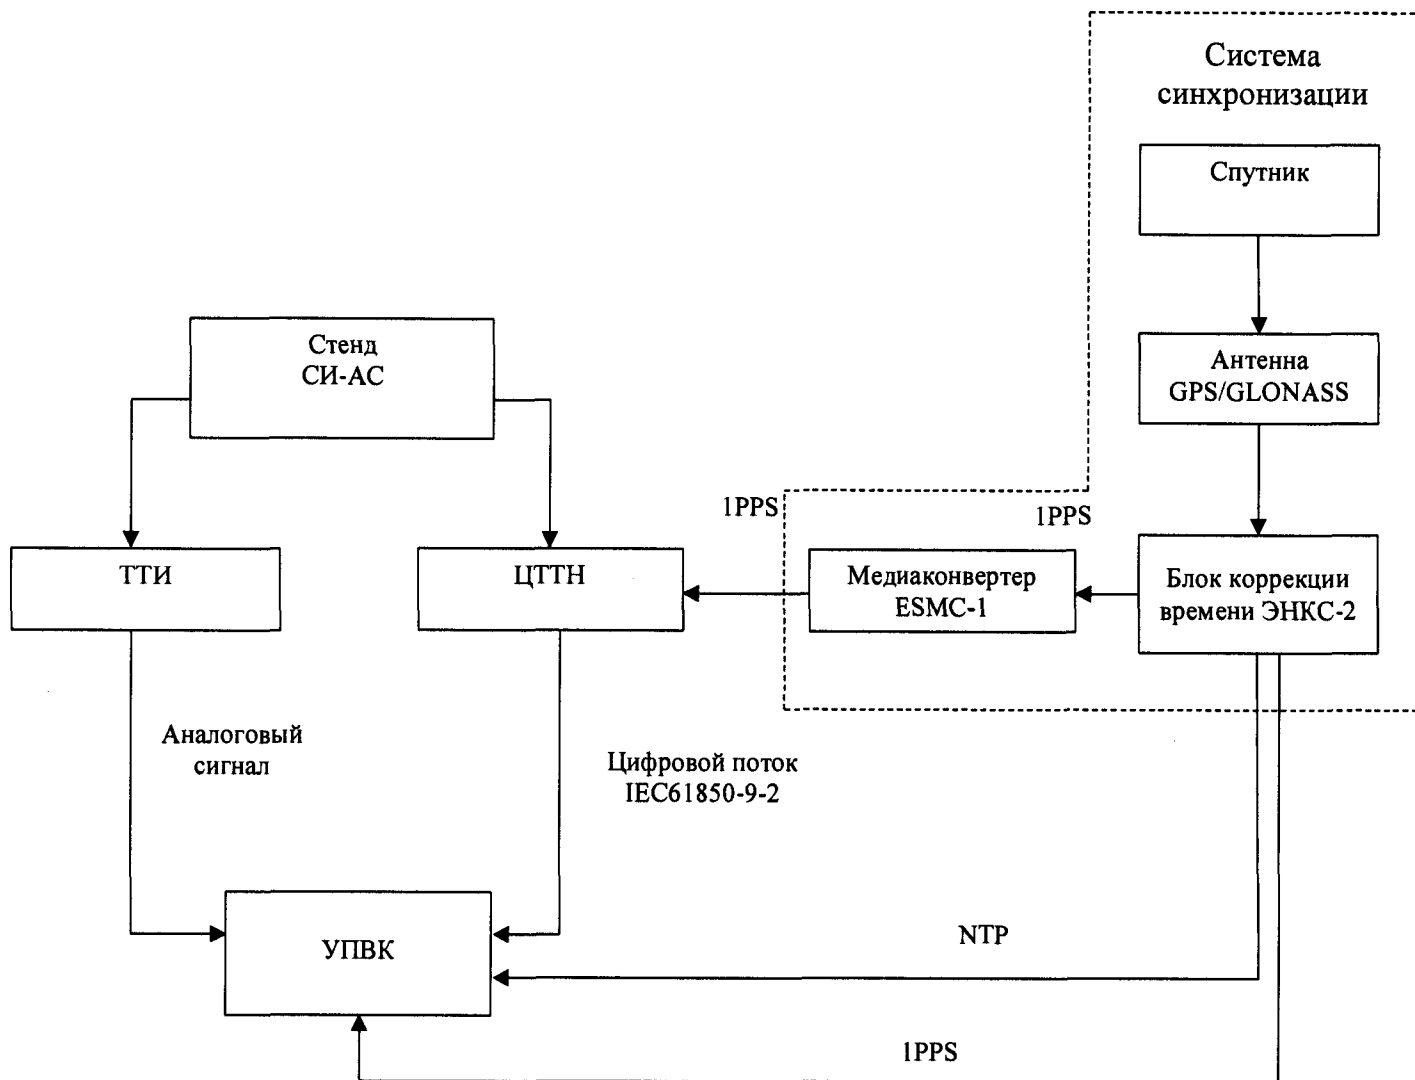 Система
синхронизации
Спутник
Стенд
СИ-АС
Антенна
GPS/GLONASS
1PPS
1PPS
ТТИ
ЦТТН
Медиаконвертер
ESMC-1
Блок коррекции
времени ЭНКС-2
Аналоговый
сигнал
Цифровой поток
IEC61850-9-2
УПВК
NTP
1PPS